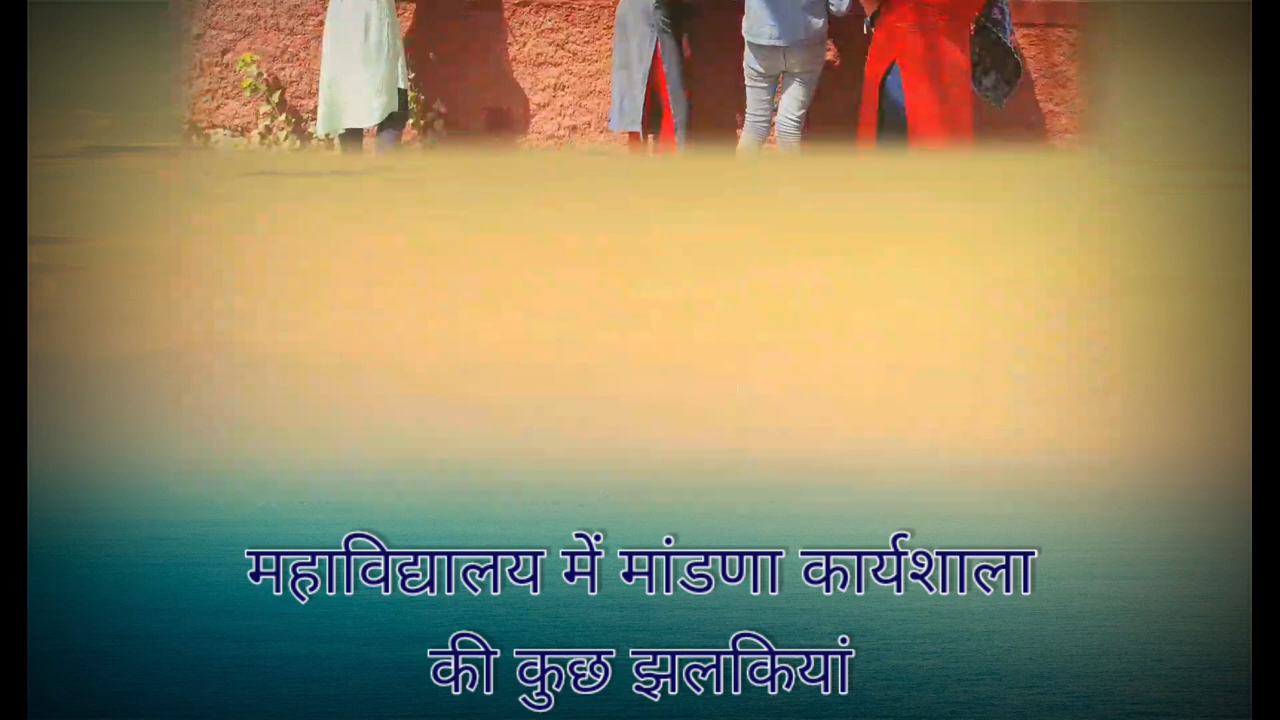 महाविद्यालय में मांडणा कार्यशाला
की कुछ झलकियां